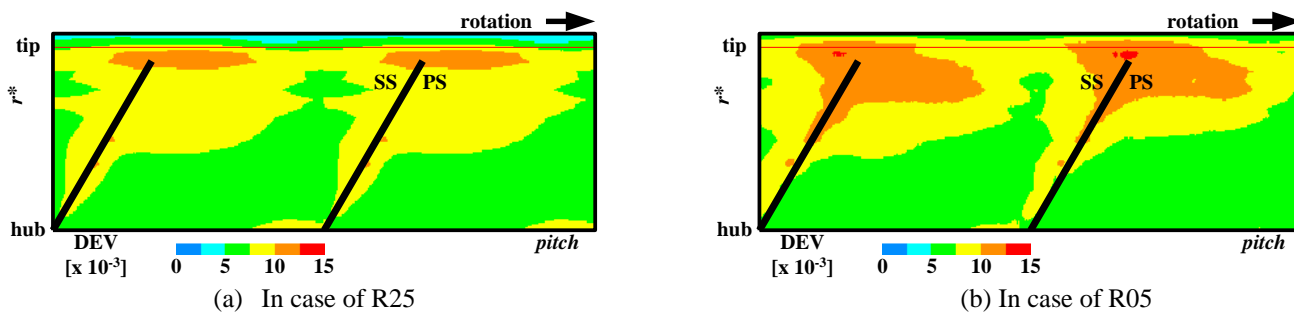 rotation
tip
SS PS
r*
hub
DEV
[x 10-3]
0 5 10 15
pitch
(a) In case of R25
rotation
tip
SS PS
r*
hub
DEV
[x 10-3]
0 5 10 15
pitch
(b) In case of R05